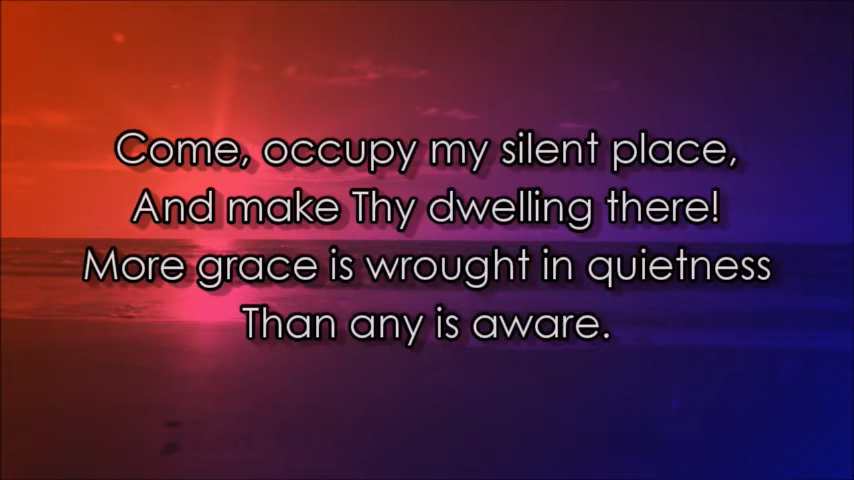 Come, occupy my silent place,
And make Thy dwelling there!
More grace is wrought in quietness
Than any is aware.